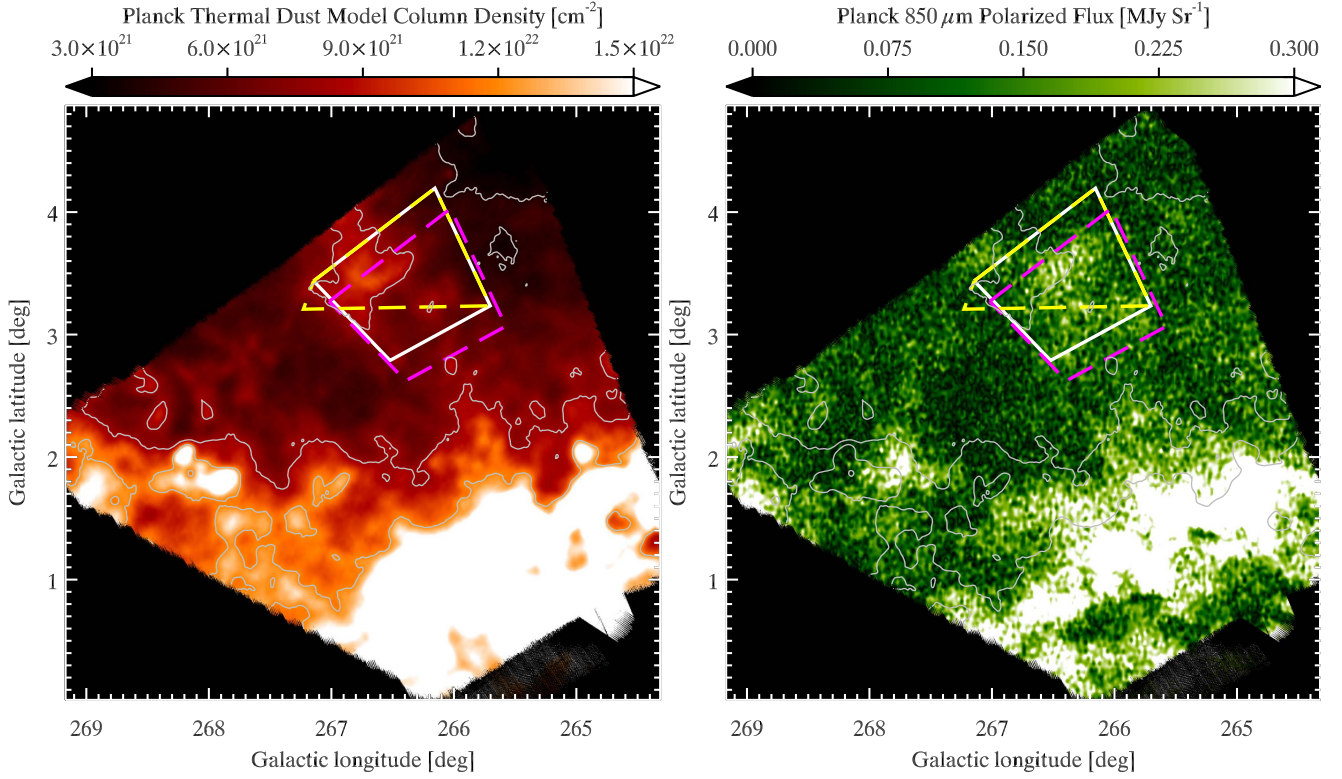 Planck Thermal Dust Model Column Density [cm⁻²]
3.0×10²¹ 6.0×10²¹ 9.0×10²¹ 1.2×10²² 1.5×10²²
Galactic latitude [deg]
4
3
2
1
269 268 267 266 265
Galactic longitude [deg]
Planck 850 μm Polarized Flux [MJy Sr⁻¹]
0.000 0.075 0.150 0.225 0.300
Galactic latitude [deg]
4
3
2
1
269 268 267 266 265
Galactic longitude [deg]